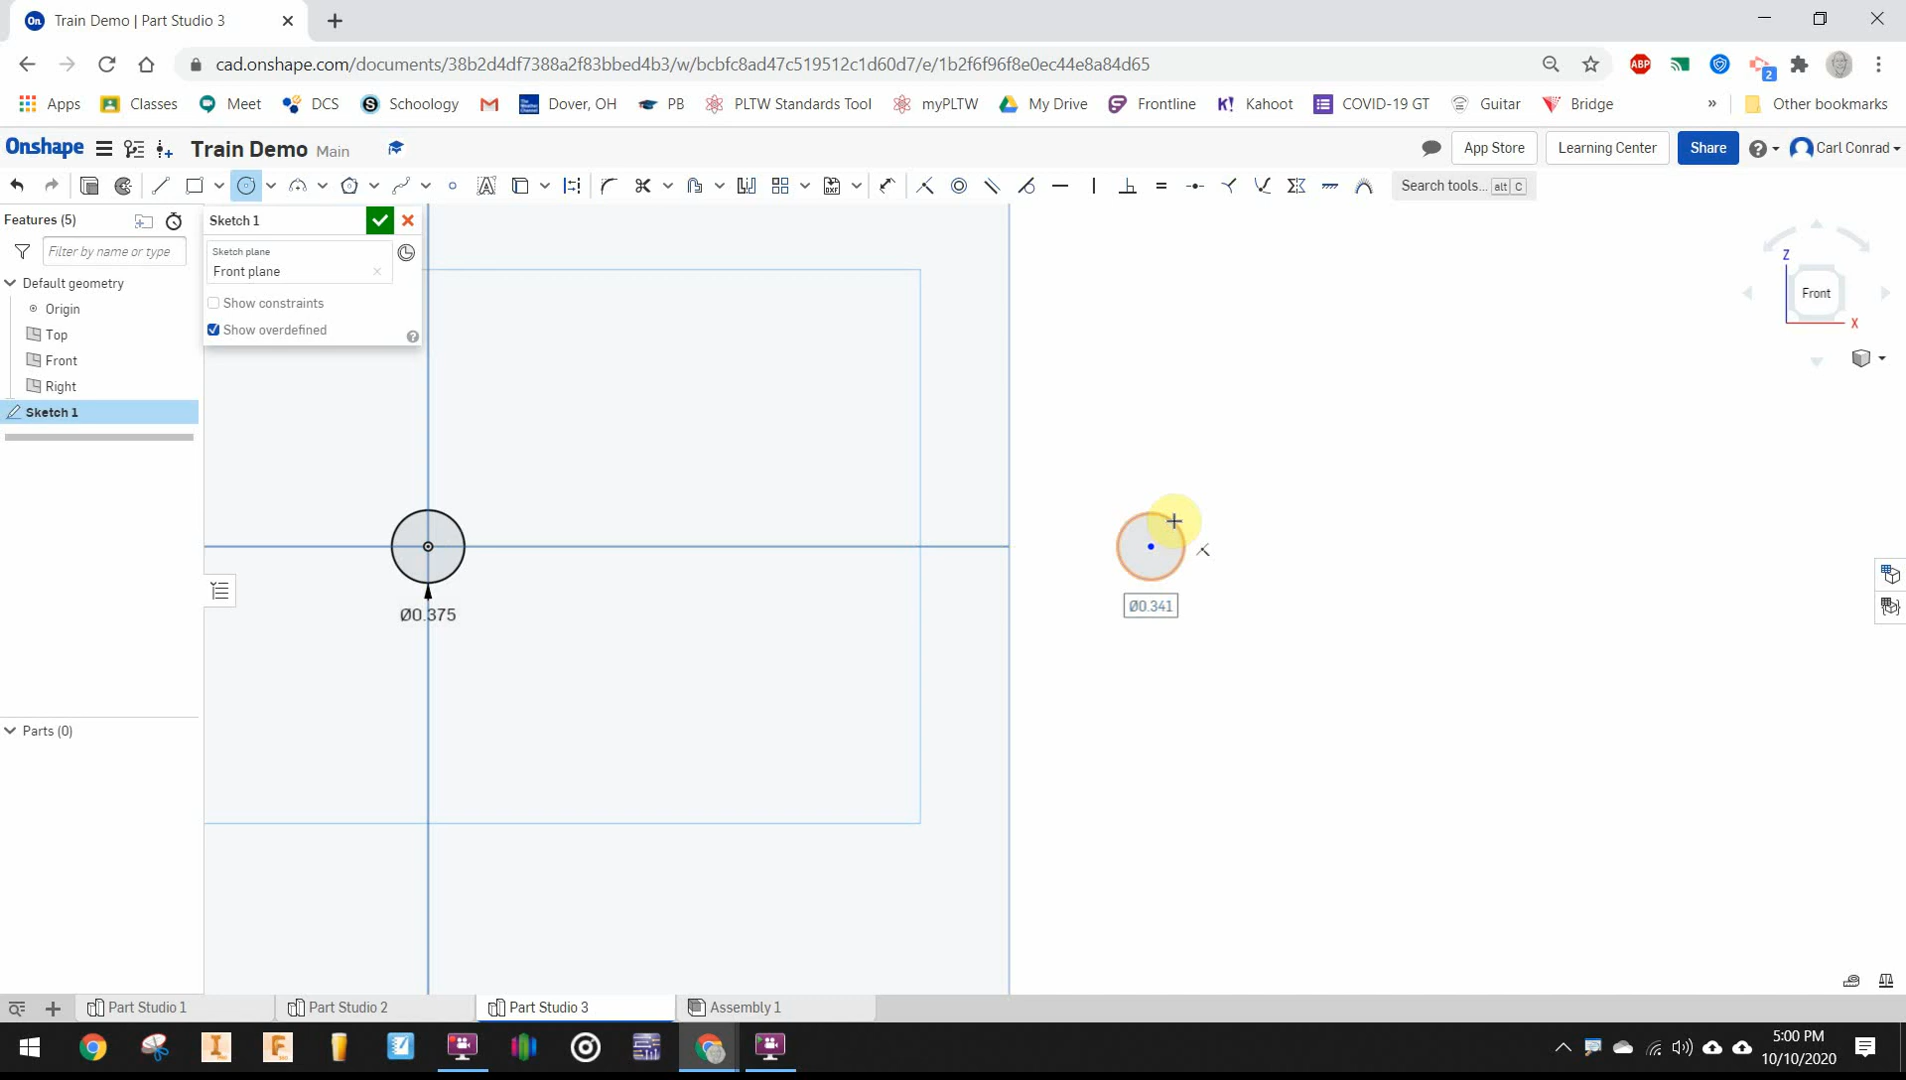 Train Demo | Part Studio 3
cad.onshape.com/documents/38b2d4df7388a2f83bbed4b3/w/bcbfc8ad47c519512c1d60d7/e/1b2f6f96f8e0ec44e8a84d65
ABP
2
Apps
Classes
Meet
DCS
Schoology
Dover, OH
PB
PLTW Standards Tool
myPLTW
My Drive
Frontline
K! Kahoot
COVID-19 GT
Guitar
Bridge
»
Other bookmarks
Onshape
Train Demo Main
App Store
Learning Center
Share
Carl Conrad
Search tools... alt C
Features (5)
Filter by name or type
Default geometry
Origin
Top
Front
Right
Sketch 1
Parts (0)
Sketch 1
Sketch plane
Front plane
Show constraints
Show overdefined
Ø0.375
Ø0.341
Z
Front
X
Part Studio 1
Part Studio 2
Part Studio 3
Assembly 1
5:00 PM
10/10/2020